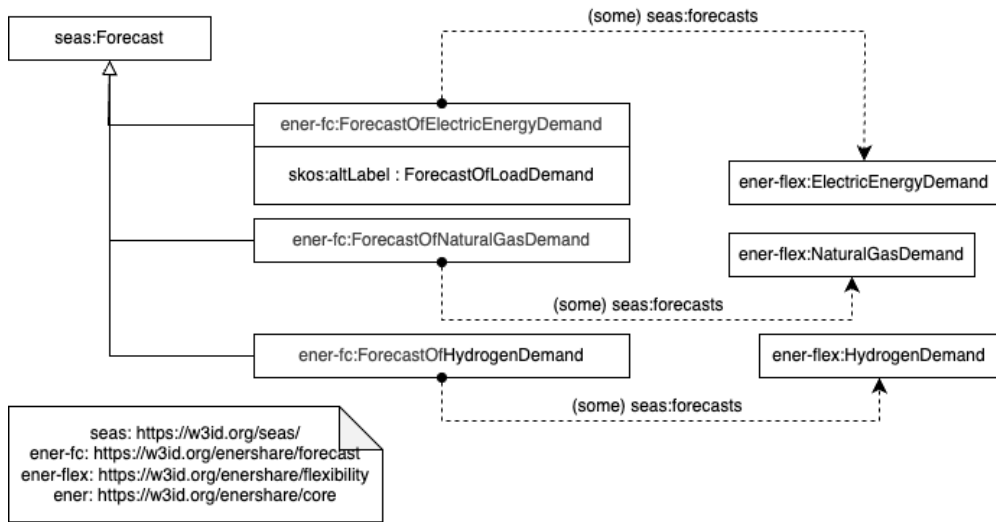 (some) seas:forecasts
seas:Forecast
ener-fc:ForecastOfElectricEnergyDemand
skos:altLabel : ForecastOfLoadDemand
ener-flex:ElectricEnergyDemand
ener-fc:ForecastOfNaturalGasDemand
ener-flex:NaturalGasDemand
(some) seas:forecasts
ener-fc:ForecastOfHydrogenDemand
ener-flex:HydrogenDemand
(some) seas:forecasts
seas: https://w3id.org/seas/
ener-fc: https://w3id.org/enershare/forecast
ener-flex: https://w3id.org/enershare/flexibility
ener: https://w3id.org/enershare/core